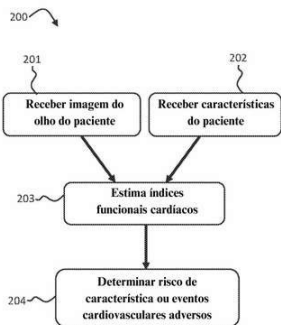 200
201
202
Receber imagem do
olho do paciente
Receber características
do paciente
203
Estima índices
funcionais cardíacos
204
Determinar risco de
característica ou eventos
cardiovasculares adversos